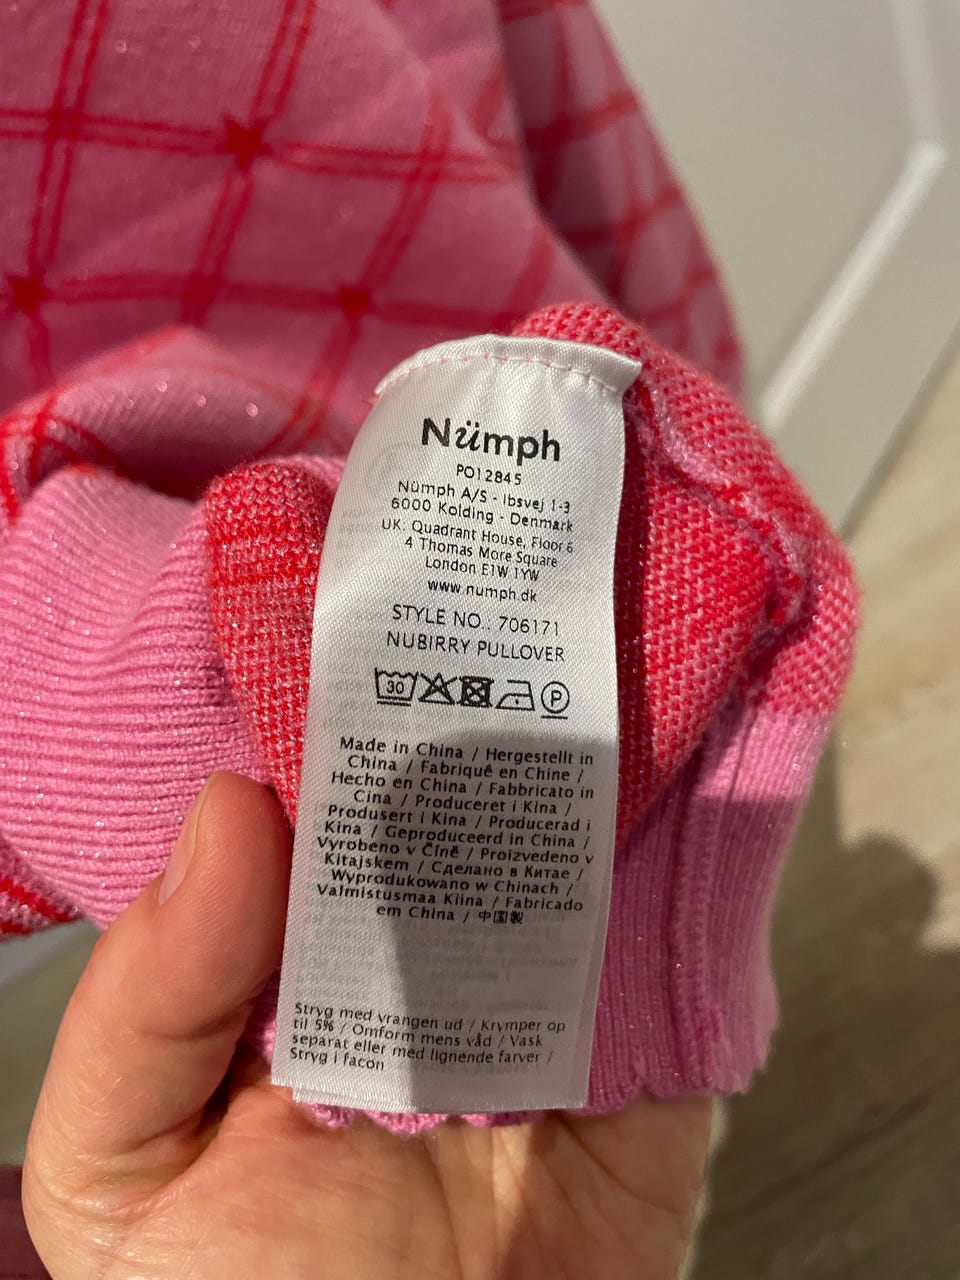 Nümph
PO12845
Nümph A/S - Ibsvej 1-3
6000 Kolding - Denmark
UK: Quadrant House, Floor 6
4 Thomas More Square
London E1W 1YW
www.numph.dk
STYLE NO.: 706171
NUBIRRY PULLOVER
30
P
Made in China / Hergestellt in
China / Fabriqué en Chine /
Hecho en China / Fabbricato in
Cina / Produceret i Kina /
Produsert i Kina / Producerad i
Kina / Geproduceerd in China /
Vyrobeno v Číně / Proizvedeno v
Kitajskem / Сделано в Китае /
Wyprodukowano w Chinach /
Valmistusmaa Kiina / Fabricado
em China / 中国製
Stryg med vrangen ud / Krymper op
til 5% / Omform mens våd / Vask
separat eller med lignende farver /
Stryg i facon